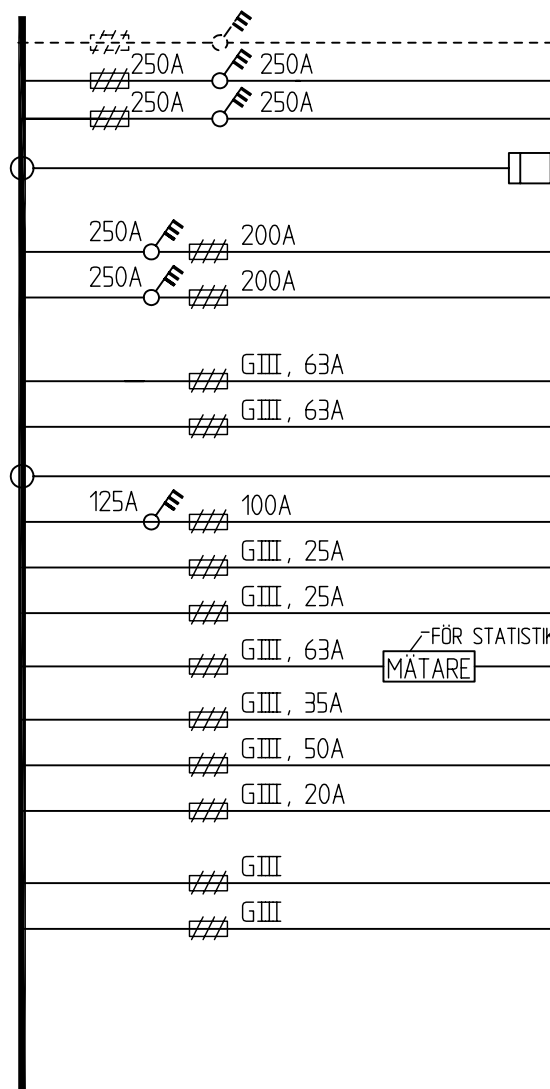 250A 250A
250A 250A
250A 200A
250A 200A
GIII, 63A
GIII, 63A
125A 100A
GIII, 25A
GIII, 25A
FÖR STATISTIK
GIII, 63A MÄTARE
GIII, 35A
GIII, 50A
GIII, 20A
GIII
GIII